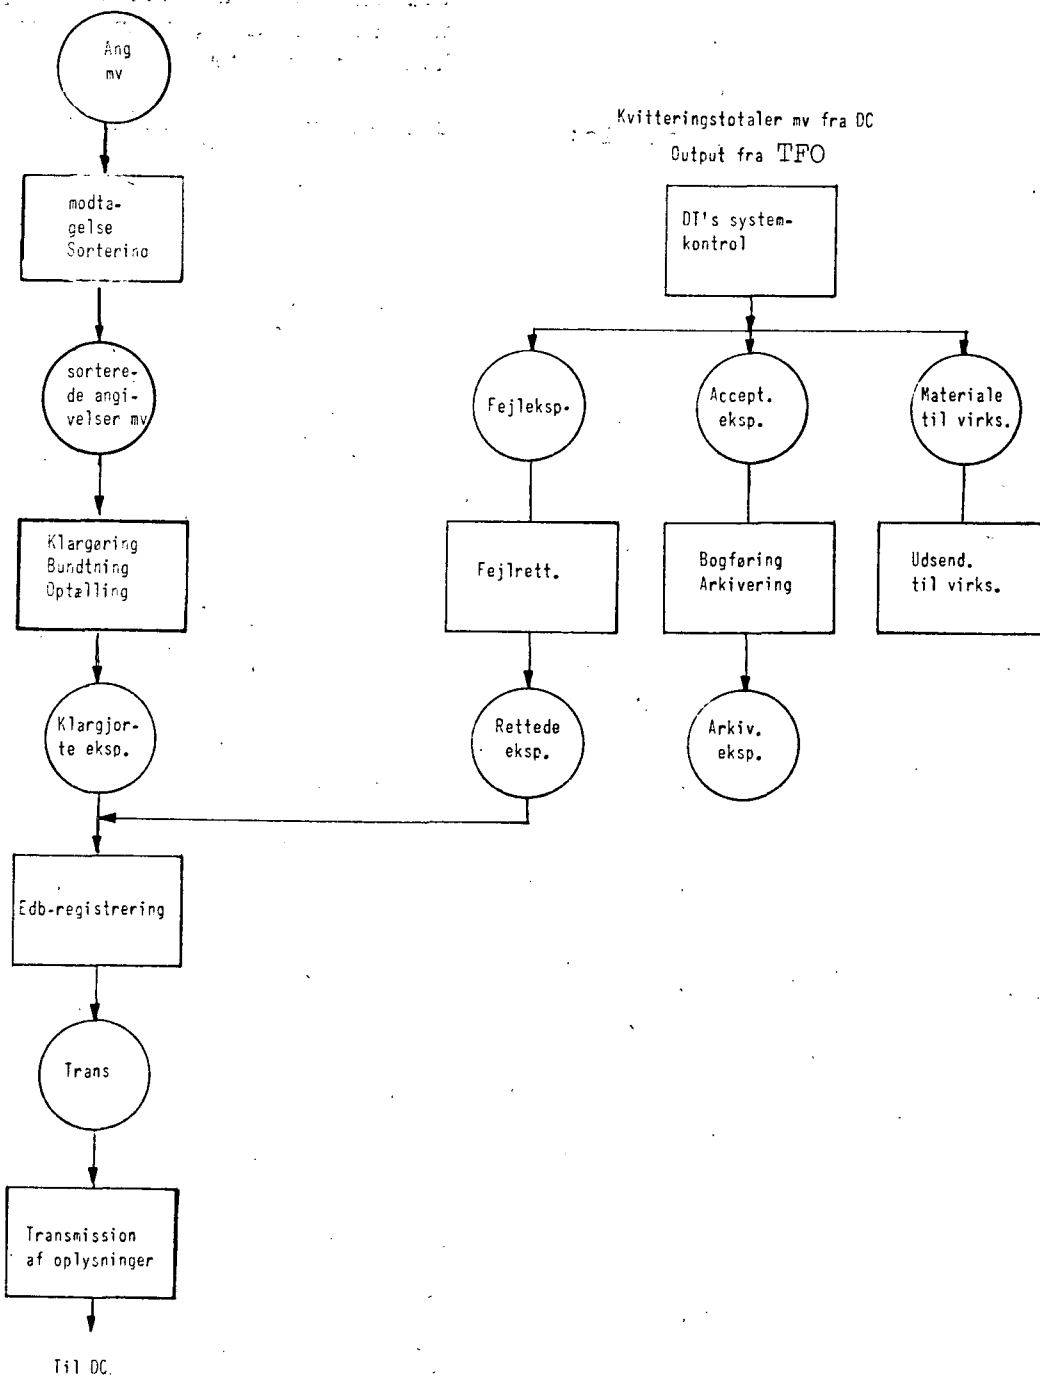 Ang
mv
modta-
gelse
Sortering
sortere-
de angi-
velser mv
Klargøring
Bundtning
Optælling
Klargjor-
te eksp.
Edb-registrering
Trans
Transmission
af oplysninger
Til DC.
Kvitteringstotaler mv fra DC
Output fra TFO
DT's system-
kontrol
Fejleksp.
Accept.
eksp.
Materiale
til virks.
Fejlrett.
Bogføring
Arkivering
Udsend.
til virks.
Rettede
eksp.
Arkiv.
eksp.